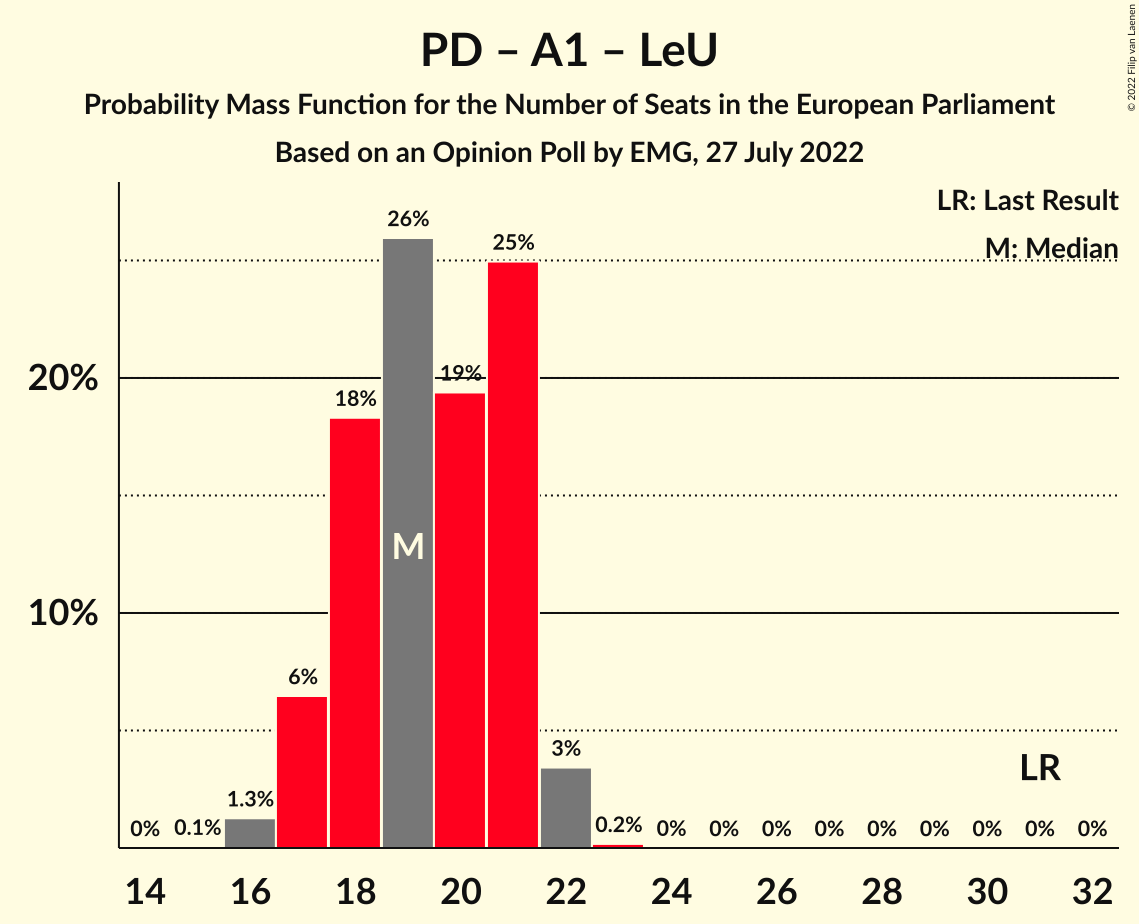 PD – A1 – LeU
Probability Mass Function for the Number of Seats in the European Parliament
Based on an Opinion Poll by EMG, 27 July 2022
© 2022 Filip van Laenen
LR: Last Result
M: Median
26%
25%
20%
19%
18%
M
10%
6%
3%
LR
1.3%
0% 0.1% 0.2% 0% 0% 0% 0% 0% 0% 0% 0% 0%
14 16 18 20 22 24 26 28 30 32